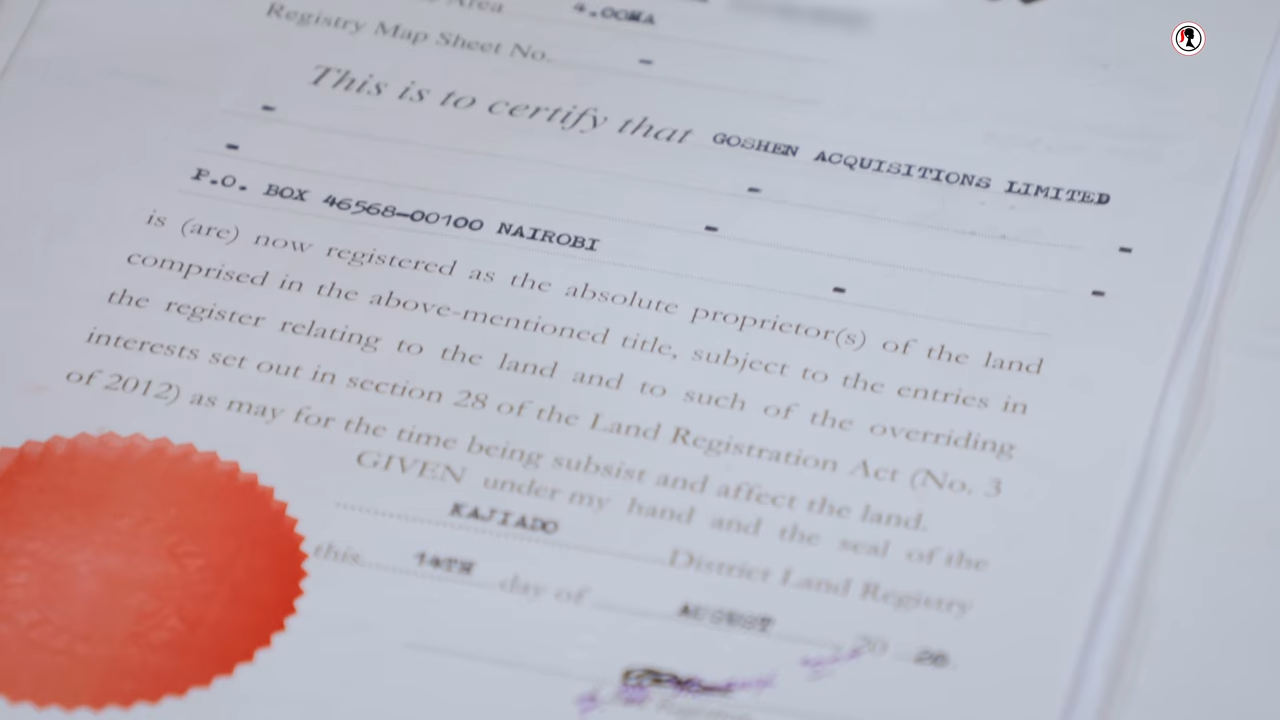 Area 4.00HA
Registry Map Sheet No. -
This is to certify that GOSHEN ACQUISITIONS LIMITED
- - -
- - -
P.O. BOX 46568-00100 NAIROBI -
is (are) now registered as the absolute proprietor(s) of the land
comprised in the above-mentioned title, subject to the entries in
the register relating to the land and to such of the overriding
interests set out in section 28 of the Land Registration Act (No. 3
of 2012) as may for the time being subsist and affect the land.
GIVEN under my hand and the seal of the
KAJIADO District Land Registry
this 14TH day of AUGUST 20 20.